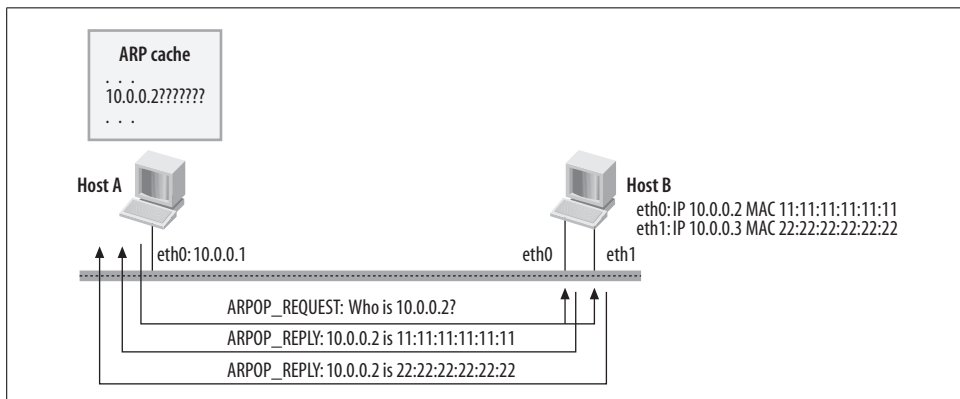 ARP cache
. . .
10.0.0.2???????
. . .
Host A
Host B
eth0: IP 10.0.0.2 MAC 11:11:11:11:11:11
eth1: IP 10.0.0.3 MAC 22:22:22:22:22:22
eth0: 10.0.0.1
eth0
eth1
ARPOP_REQUEST: Who is 10.0.0.2?
ARPOP_REPLY: 10.0.0.2 is 11:11:11:11:11:11
ARPOP_REPLY: 10.0.0.2 is 22:22:22:22:22:22